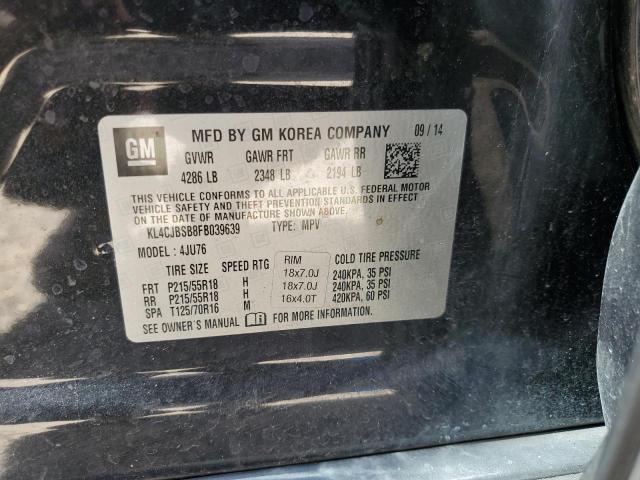 GM
MFD BY GM KOREA COMPANY 09/14
GVWR GAWR FRT GAWR RR
4286 LB 2348 LB 2194 LB
THIS VEHICLE CONFORMS TO ALL APPLICABLE U.S. FEDERAL MOTOR
VEHICLE SAFETY AND THEFT PREVENTION STANDARDS IN EFFECT ON
THE DATE OF MANUFACTURE SHOWN ABOVE.
KL4CJBSB8FB039639 TYPE: MPV
MODEL: 4JU76
TIRE SIZE SPEED RTG RIM COLD TIRE PRESSURE
FRT P215/55R18 H 18x7.0J 240KPA, 35 PSI
RR P215/55R18 H 18x7.0J 240KPA, 35 PSI
SPA T125/70R16 M 16x4.0T 420KPA, 60 PSI
SEE OWNER'S MANUAL FOR MORE INFORMATION.